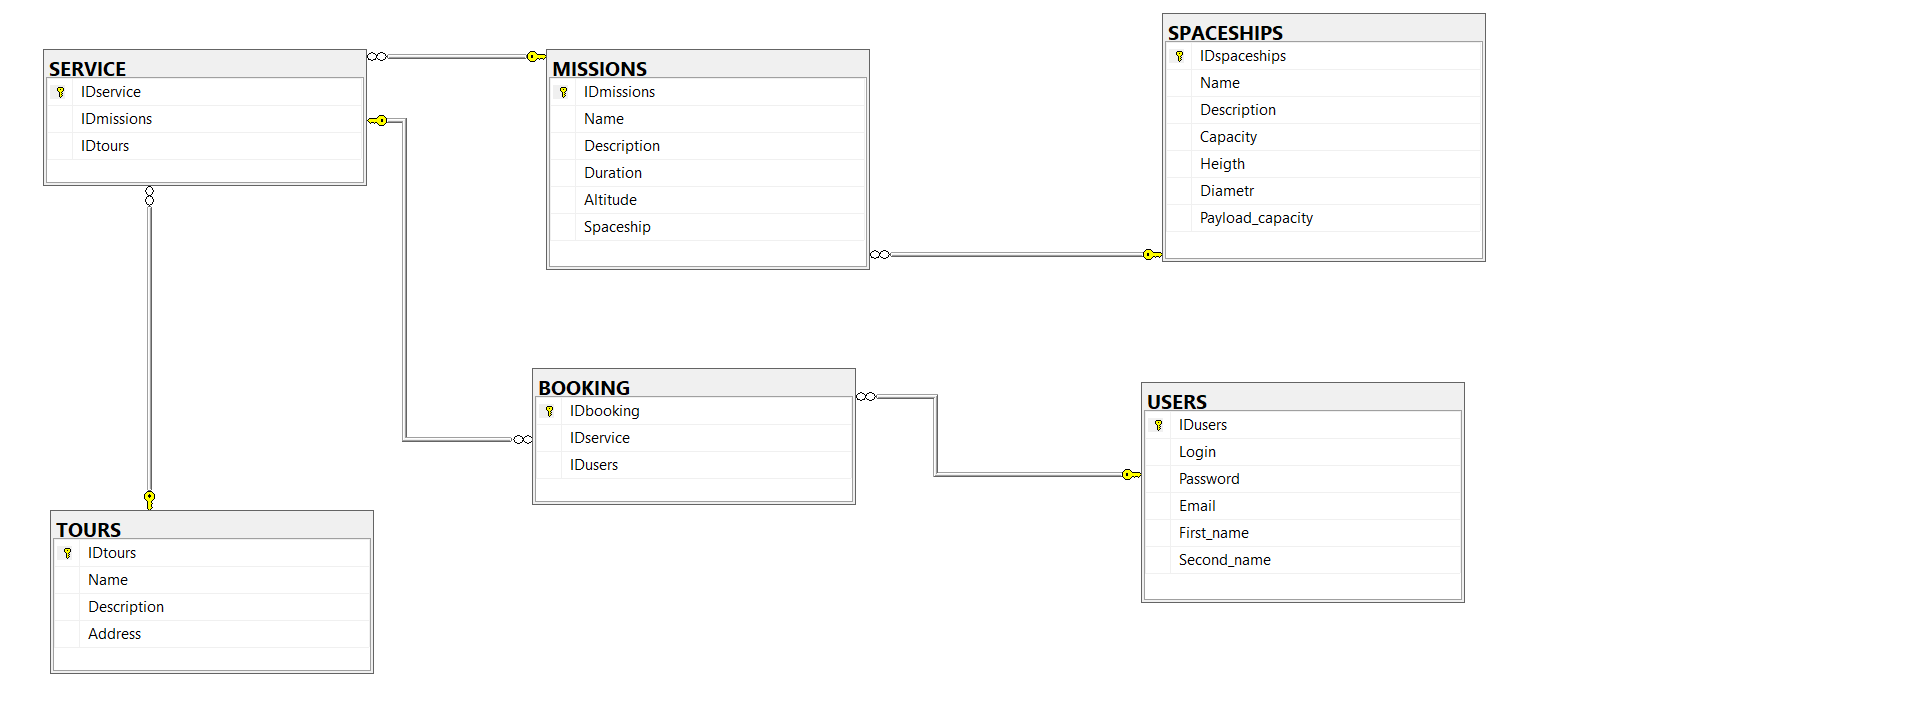 SERVICE
IDservice
IDmissions
IDtours
MISSIONS
IDmissions
Name
Description
Duration
Altitude
Spaceship
SPACESHIPS
IDspaceships
Name
Description
Capacity
Heigth
Diametr
Payload_capacity
BOOKING
IDbooking
IDservice
IDusers
USERS
IDusers
Login
Password
Email
First_name
Second_name
TOURS
IDtours
Name
Description
Address